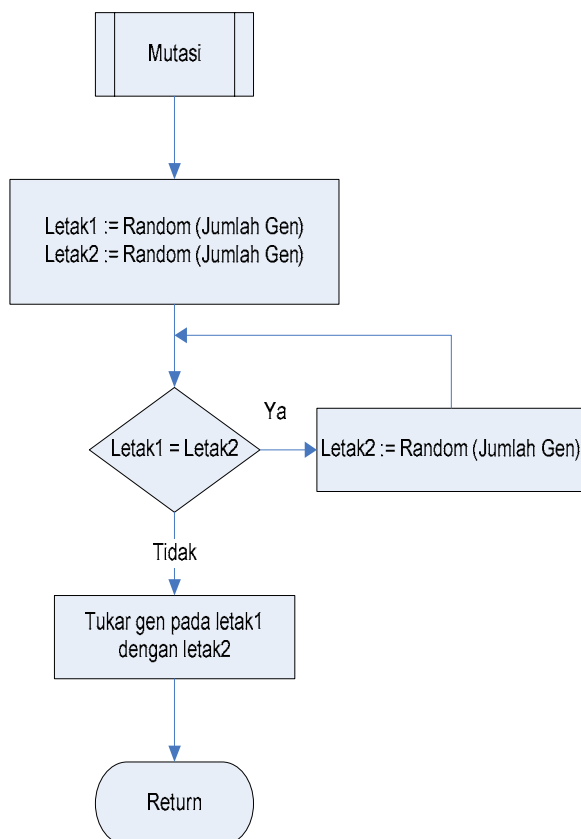 Mutasi
Letak1 := Random (Jumlah Gen)
Letak2 := Random (Jumlah Gen)
Ya
Letak1 = Letak2
Letak2 := Random (Jumlah Gen)
Tidak
Tukar gen pada letak1
dengan letak2
Return